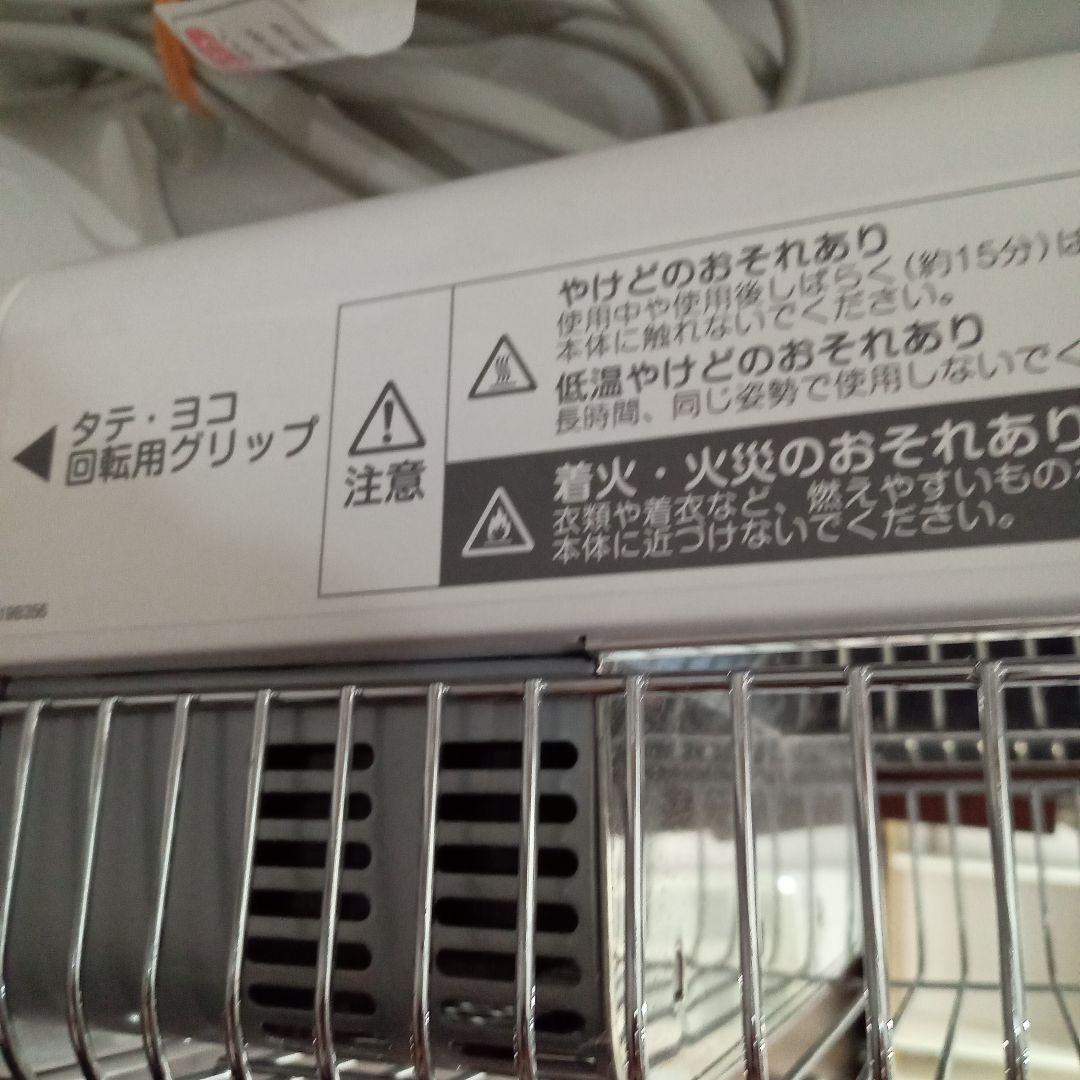 タテ・ヨコ
回転用グリップ
注意
やけどのおそれあり
使用中や使用後しばらく(約15分)は
本体に触れないでください。
低温やけどのおそれあり
長時間、同じ姿勢で使用しないでく
着火・火災のおそれあり
衣類や着衣など、燃えやすいもの
本体に近づけないでください。